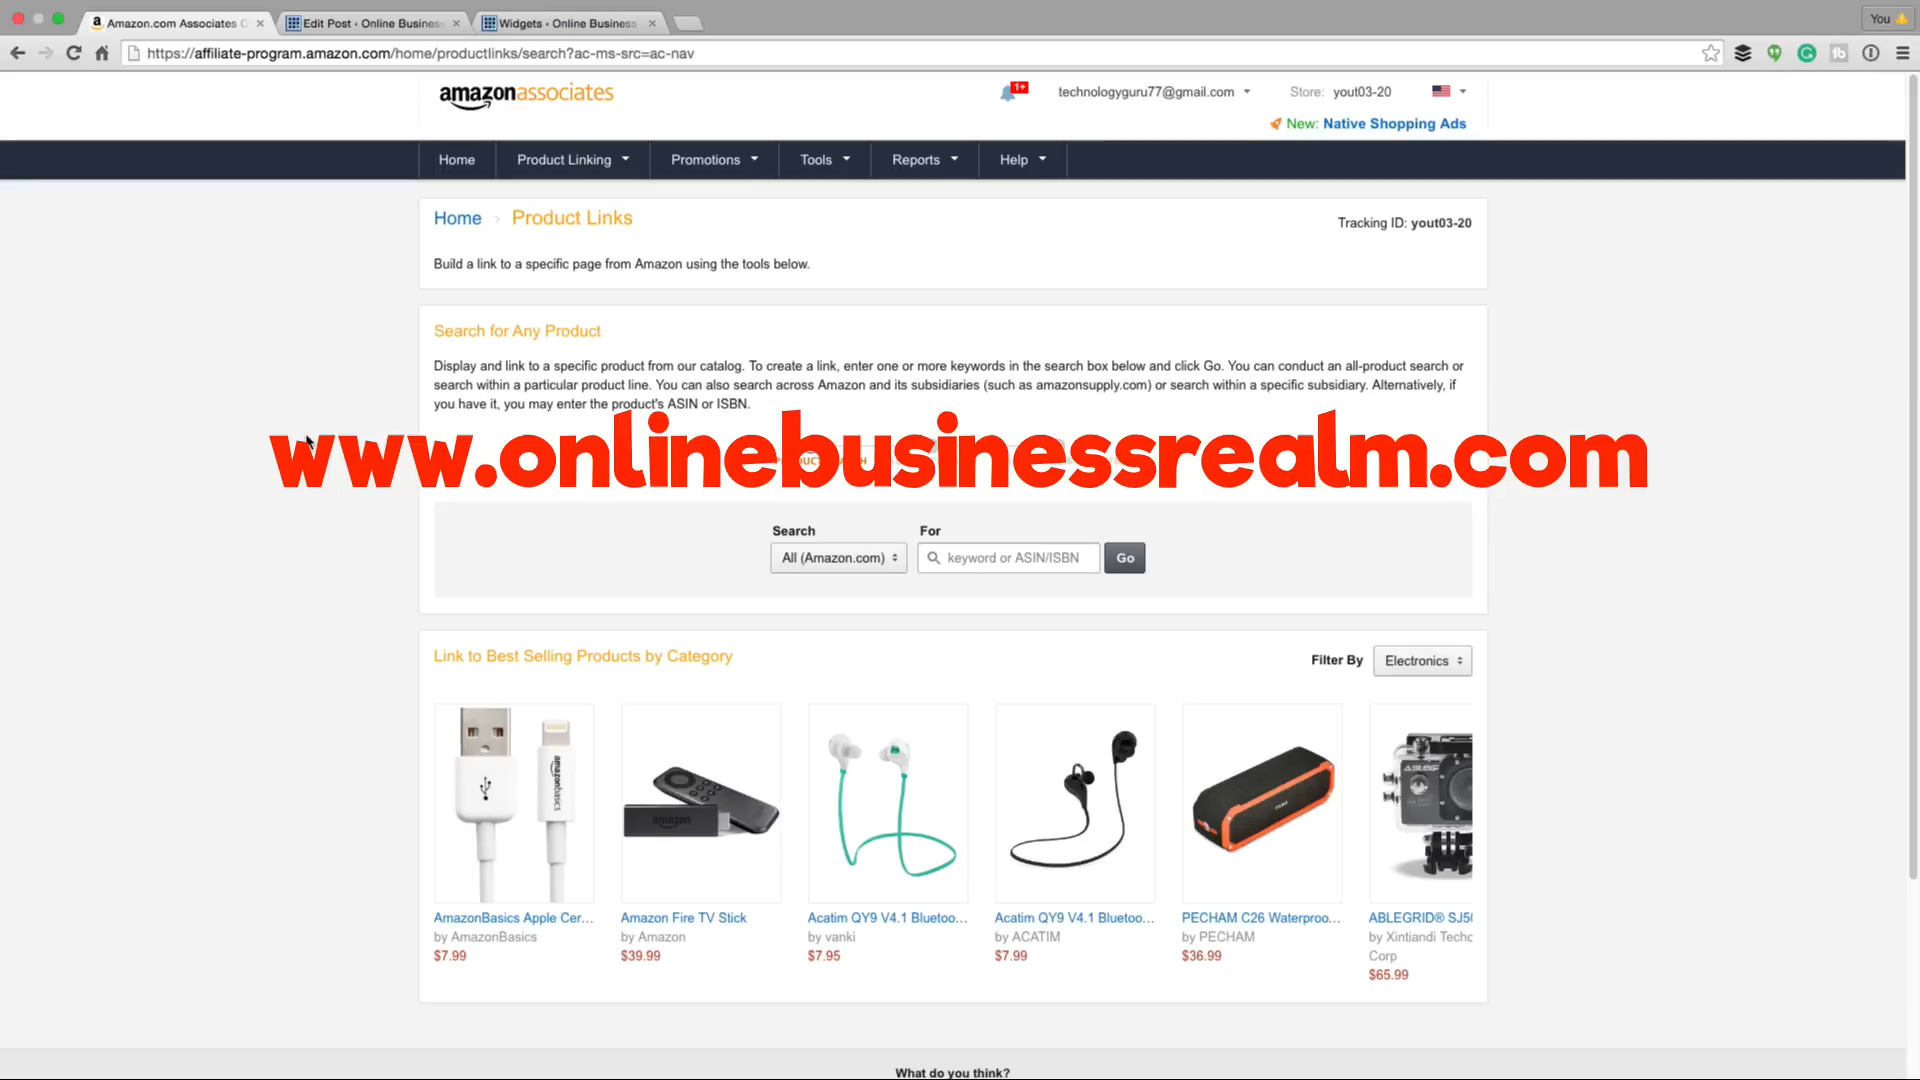 Amazon.com Associates C
Edit Post ‹ Online Busines
Widgets ‹ Online Business
You
https://affiliate-program.amazon.com/home/productlinks/search?ac-ms-src=ac-nav
amazonassociates
1+
technologyguru77@gmail.com
Store: yout03-20
New: Native Shopping Ads
Home
Product Linking
Promotions
Tools
Reports
Help
Home › Product Links
Tracking ID: yout03-20
Build a link to a specific page from Amazon using the tools below.
Search for Any Product
Display and link to a specific product from our catalog. To create a link, enter one or more keywords in the search box below and click Go. You can conduct an all-product search or
search within a particular product line. You can also search across Amazon and its subsidiaries (such as amazonsupply.com) or search within a specific subsidiary. Alternatively, if
you have it, you may enter the product's ASIN or ISBN.
www.onlinebusinessrealm.com
Search
For
All (Amazon.com)
keyword or ASIN/ISBN
Go
Link to Best Selling Products by Category
Filter By
Electronics
amazonbasics
amazon
AmazonBasics Apple Cer...
by AmazonBasics
$7.99
Amazon Fire TV Stick
by Amazon
$39.99
Acatim QY9 V4.1 Bluetoo...
by vanki
$7.95
Acatim QY9 V4.1 Bluetoo...
by ACATIM
$7.99
PECHAM C26 Waterproo...
by PECHAM
$36.99
ABLEGRID® SJ50
by Xintiandi Techc
Corp
$65.99
What do you think?